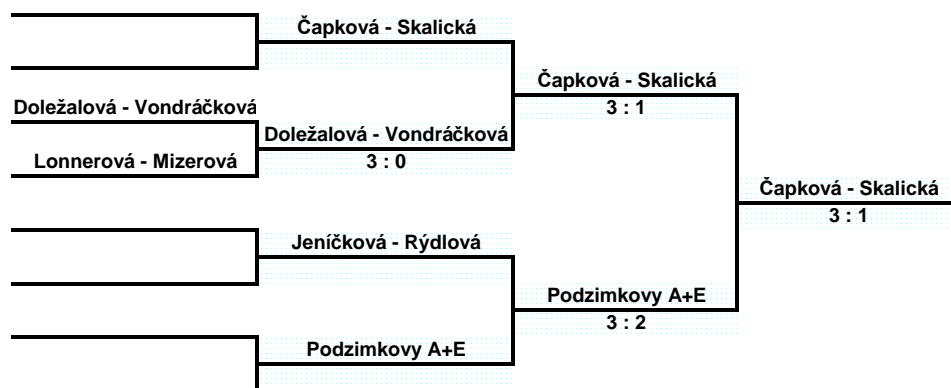 Čapková - Skalická
Čapková - Skalická
3 : 1
Doležalová - Vondráčková
Doležalová - Vondráčková
3 : 0
Lonnerová - Mizerová
Čapková - Skalická
3 : 1
Jeníčková - Rýdlová
Podzimkovy A+E
3 : 2
Podzimkovy A+E